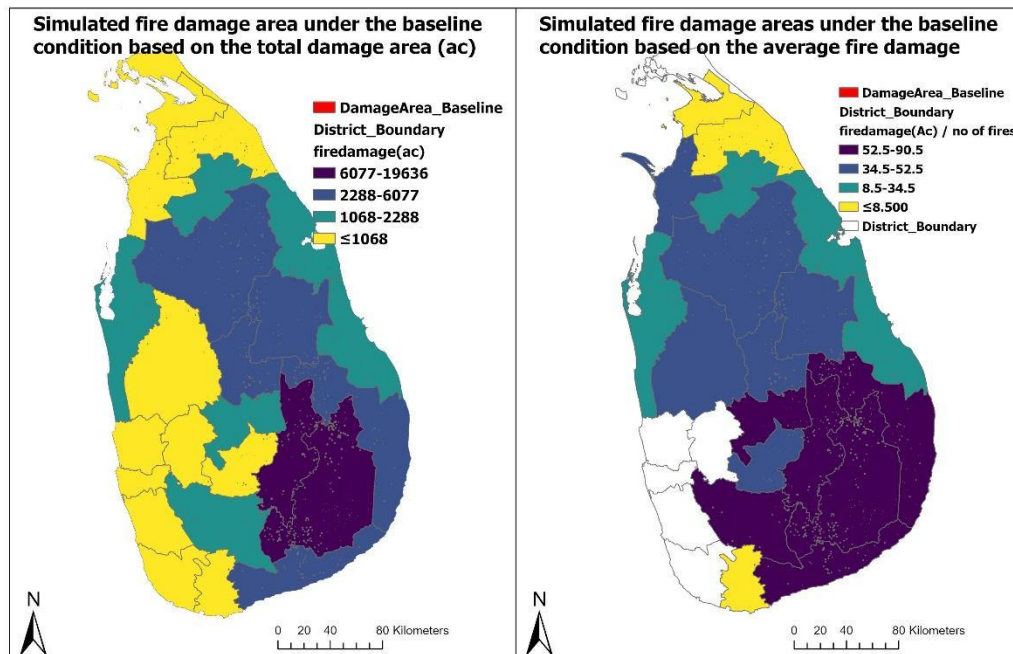 Simulated fire damage area under the baseline
condition based on the total damage area (ac)
DamageArea_Baseline
District_Boundary
firedamage(ac)
6077-19636
2288-6077
1068-2288
≤1068
N
0 20 40 80 Kilometers
Simulated fire damage areas under the baseline
condition based on the average fire damage
DamageArea_Baseline
District_Boundary
firedamage(Ac) / no of fires
52.5-90.5
34.5-52.5
8.5-34.5
≤8.500
District_Boundary
N
0 20 40 80 Kilometers